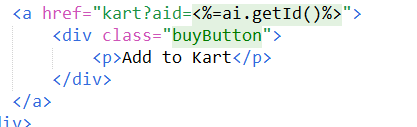 <a href="kart?aid=<%=ai.getId()%>">
<div class="buyButton">
<p>Add to Kart</p>
</div>
</a>
div>